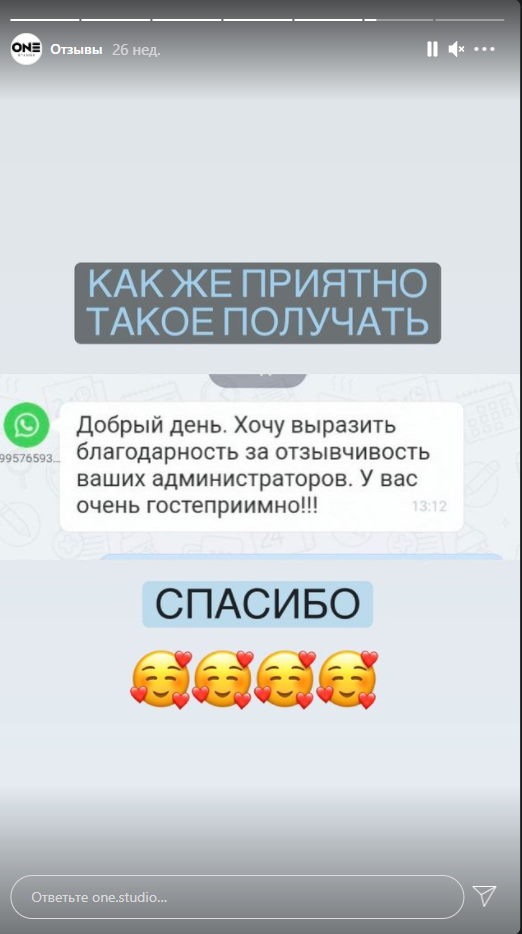 ONE
Отзывы 26 нед.
КАК ЖЕ ПРИЯТНО
ТАКОЕ ПОЛУЧАТЬ
Добрый день. Хочу выразить
благодарность за отзывчивость
ваших администраторов. У вас
очень гостеприимно!!!
13:12
99576593...
СПАСИБО
Ответьте one.studio...